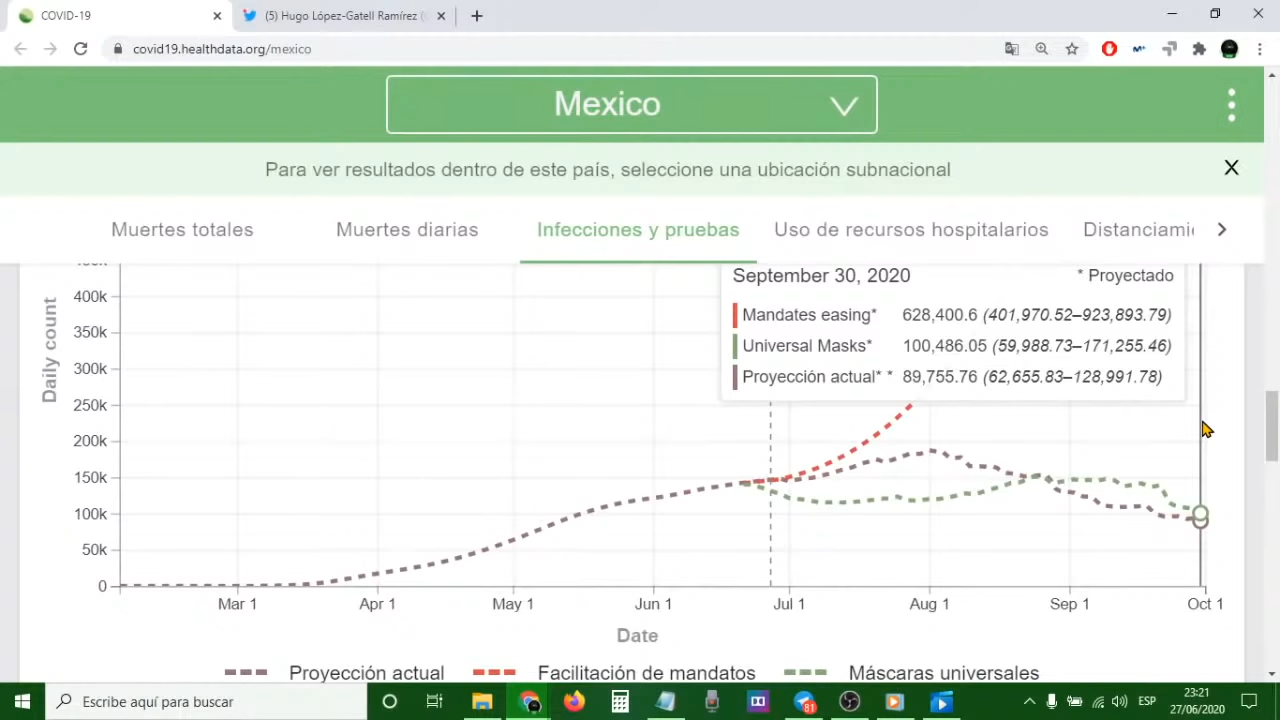 COVID-19
(5) Hugo López-Gatell Ramírez (
covid19.healthdata.org/mexico
Mexico
Para ver resultados dentro de este país, seleccione una ubicación subnacional
Muertes totales
Muertes diarias
Infecciones y pruebas
Uso de recursos hospitalarios
Distanciami
September 30, 2020
* Proyectado
Mandates easing* 628,400.6 (401,970.52–923,893.79)
Universal Masks* 100,486.05 (59,988.73–171,255.46)
Proyección actual* * 89,755.76 (62,655.83–128,991.78)
Daily count
450k
400k
350k
300k
250k
200k
150k
100k
50k
0
Mar 1
Apr 1
May 1
Jun 1
Jul 1
Aug 1
Sep 1
Oct 1
Date
Proyección actual
Facilitación de mandatos
Máscaras universales
Escribe aquí para buscar
81
ESP
23:21
27/06/2020